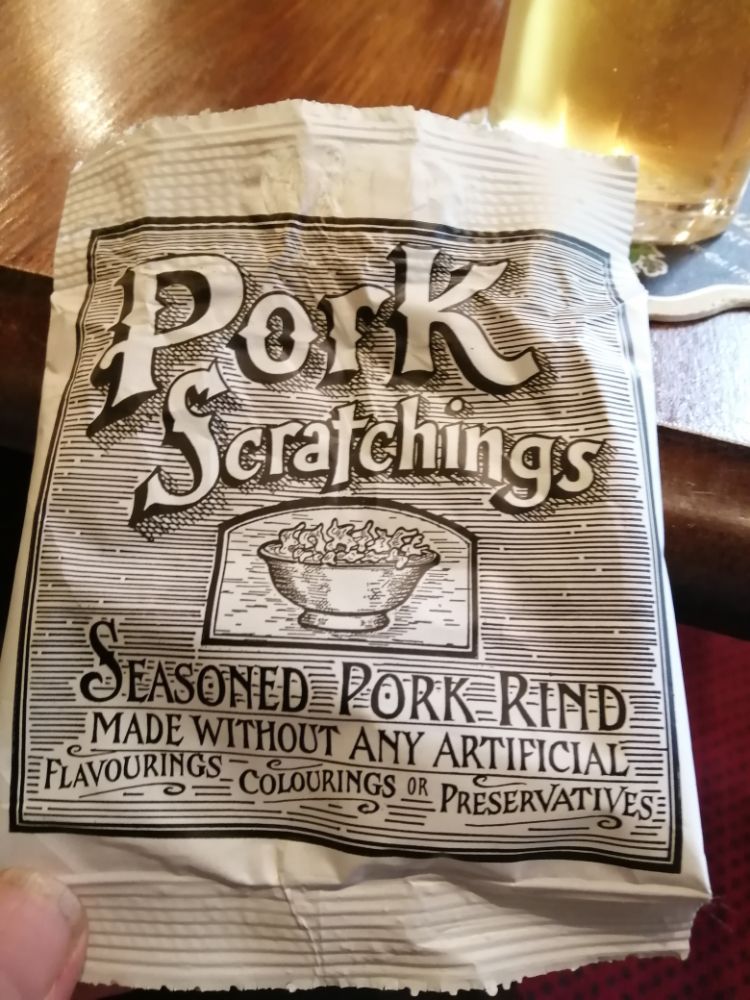 Pork
Scratchings
SEASONED PORK RIND
MADE WITHOUT ANY ARTIFICIAL
FLAVOURINGS COLOURINGS OR PRESERVATIVES